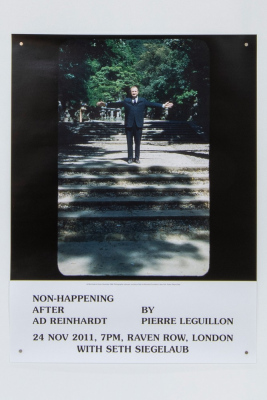 NON-HAPPENING
AFTER BY
AD REINHARDT PIERRE LEGUILLON
24 NOV 2011, 7PM, RAVEN ROW, LONDON
WITH SETH SIEGELAUB